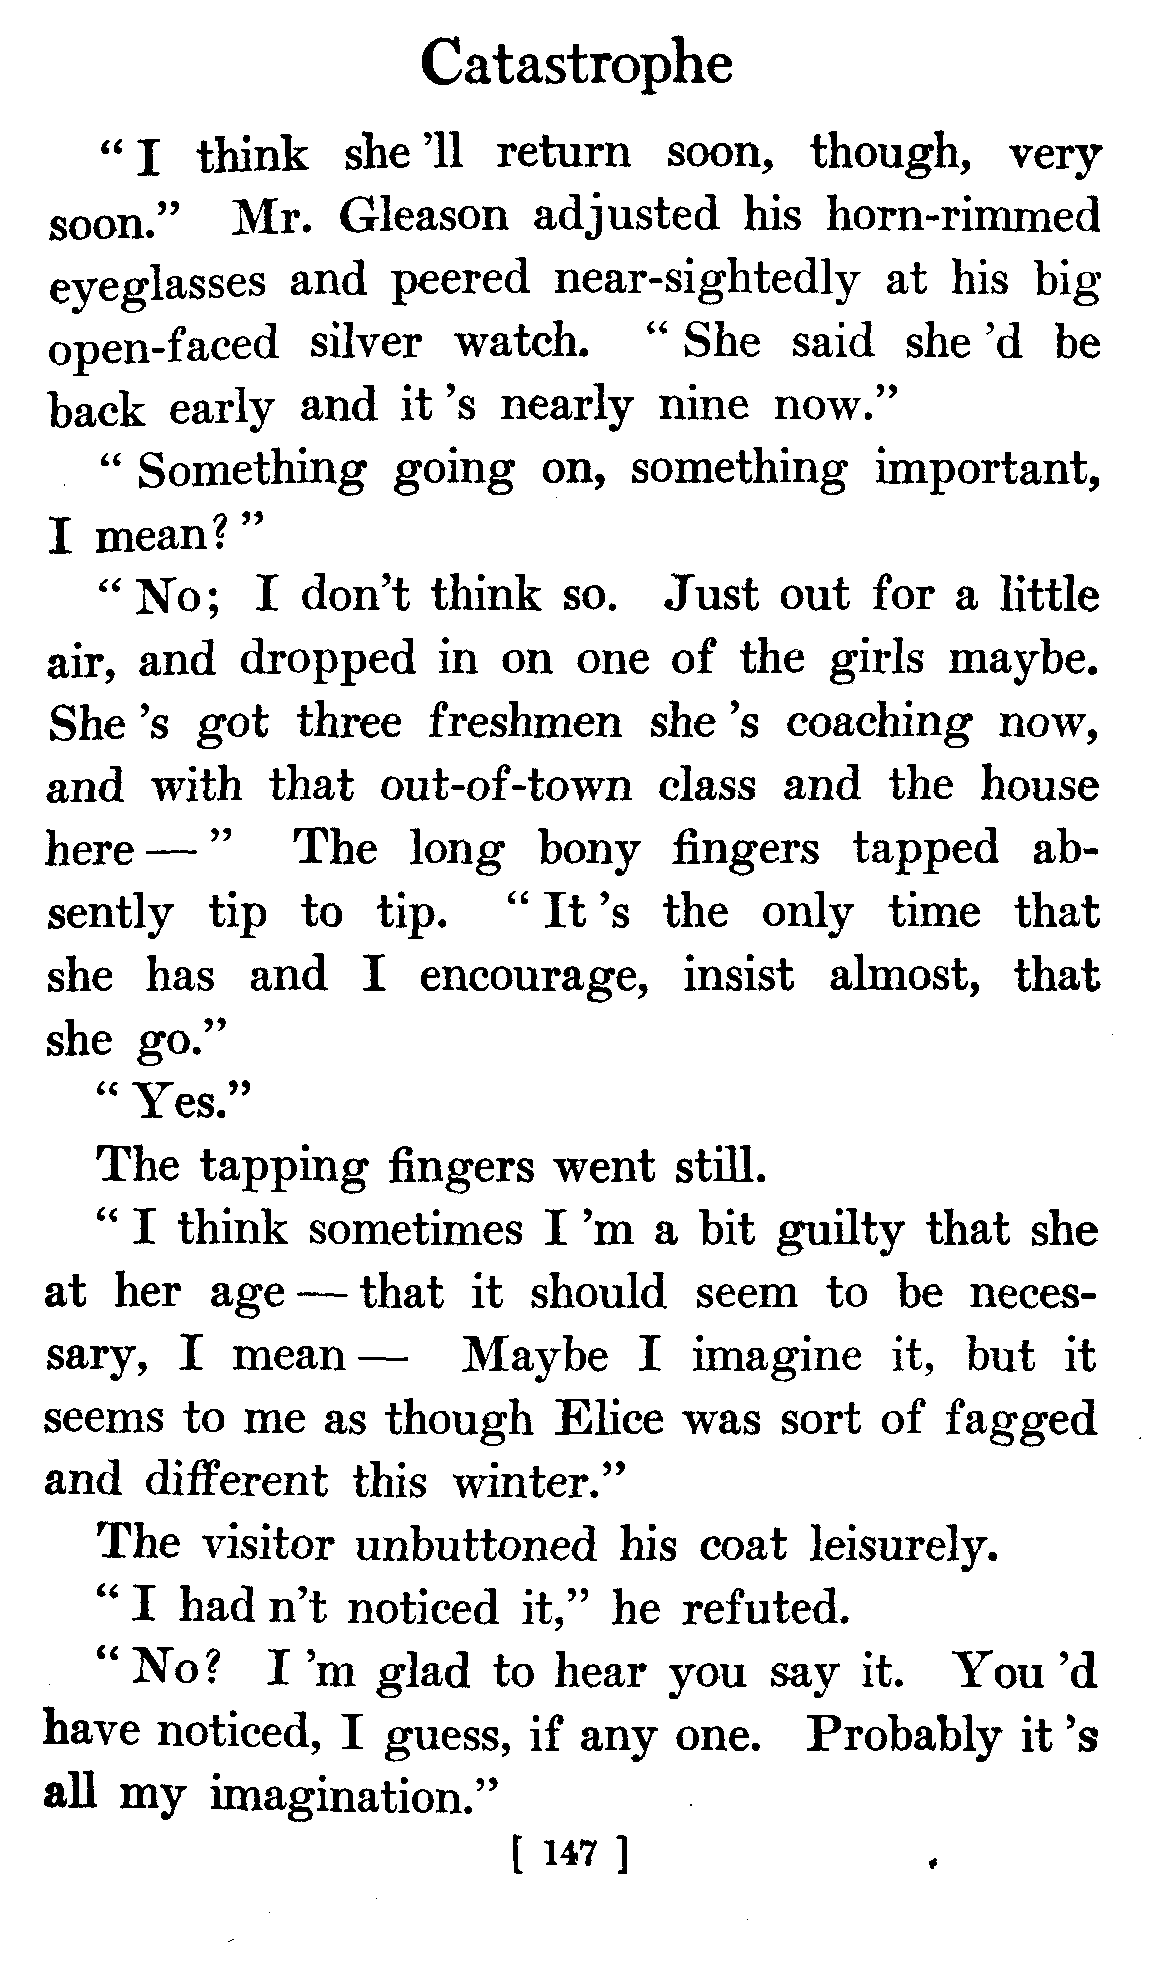 Catastrophe
“ I think she ’ll return soon, though, very
soon.” Mr. Gleason adjusted his horn-rimmed
eyeglasses and peered near-sightedly at his big
open-faced silver watch. “ She said she ’d be
back early and it ’s nearly nine now.”
“ Something going on, something important,
I mean? ”
“ No; I don’t think so. Just out for a little
air, and dropped in on one of the girls maybe.
She ’s got three freshmen she ’s coaching now,
and with that out-of-town class and the house
here — ” The long bony fingers tapped ab-
sently tip to tip. “ It ’s the only time that
she has and I encourage, insist almost, that
she go.”
“ Yes.”
The tapping fingers went still.
“ I think sometimes I ’m a bit guilty that she
at her age — that it should seem to be neces-
sary, I mean — Maybe I imagine it, but it
seems to me as though Elice was sort of fagged
and different this winter.”
The visitor unbuttoned his coat leisurely.
“ I had n’t noticed it,” he refuted.
“ No? I ’m glad to hear you say it. You ’d
have noticed, I guess, if any one. Probably it ’s
all my imagination.”
[ 147 ]